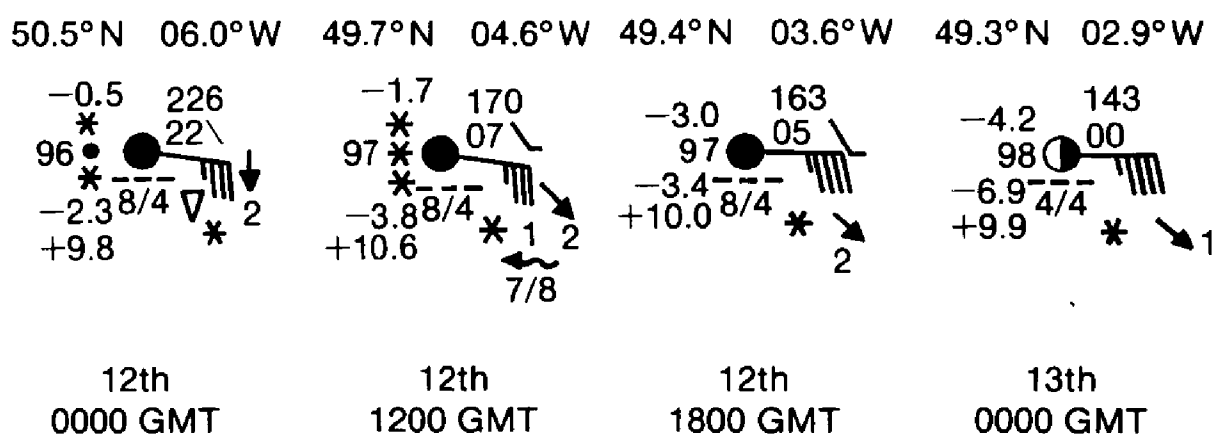 50.5°N 06.0°W
−0.5 226
22
96
−2.3 8/4
+9.8 2
49.7°N 04.6°W
−1.7 170
07
97
−3.8 8/4
+10.6 1 2
7/8
49.4°N 03.6°W
−3.0 163
97 05
−3.4
+10.0 8/4
2
49.3°N 02.9°W
−4.2 143
98 00
−6.9 4/4
+9.9 1
12th
0000 GMT
12th
1200 GMT
12th
1800 GMT
13th
0000 GMT